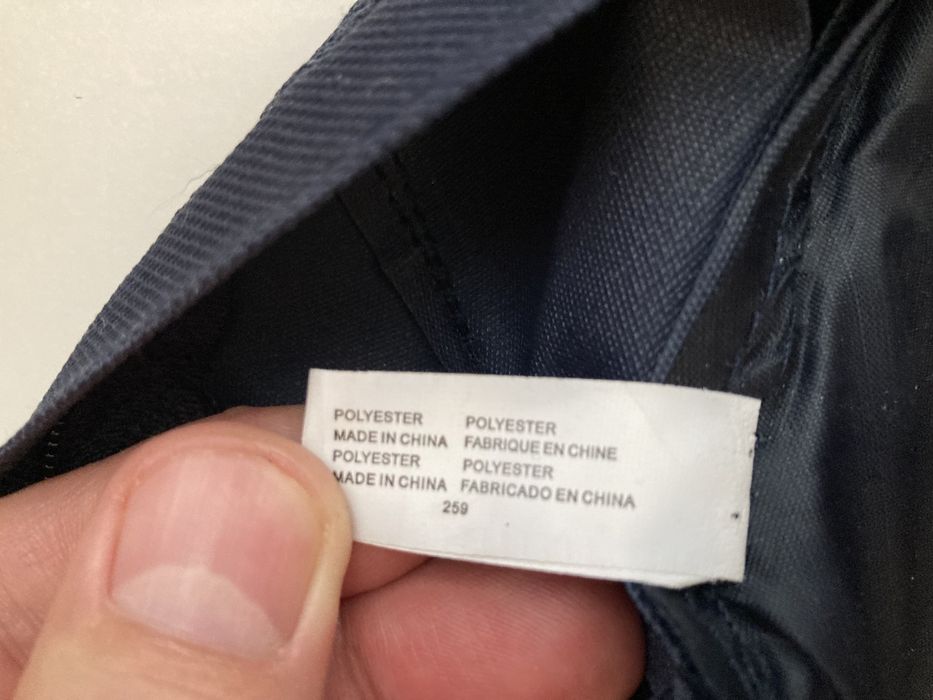 POLYESTER POLYESTER
MADE IN CHINA FABRIQUE EN CHINE
POLYESTER POLYESTER
MADE IN CHINA FABRICADO EN CHINA
259